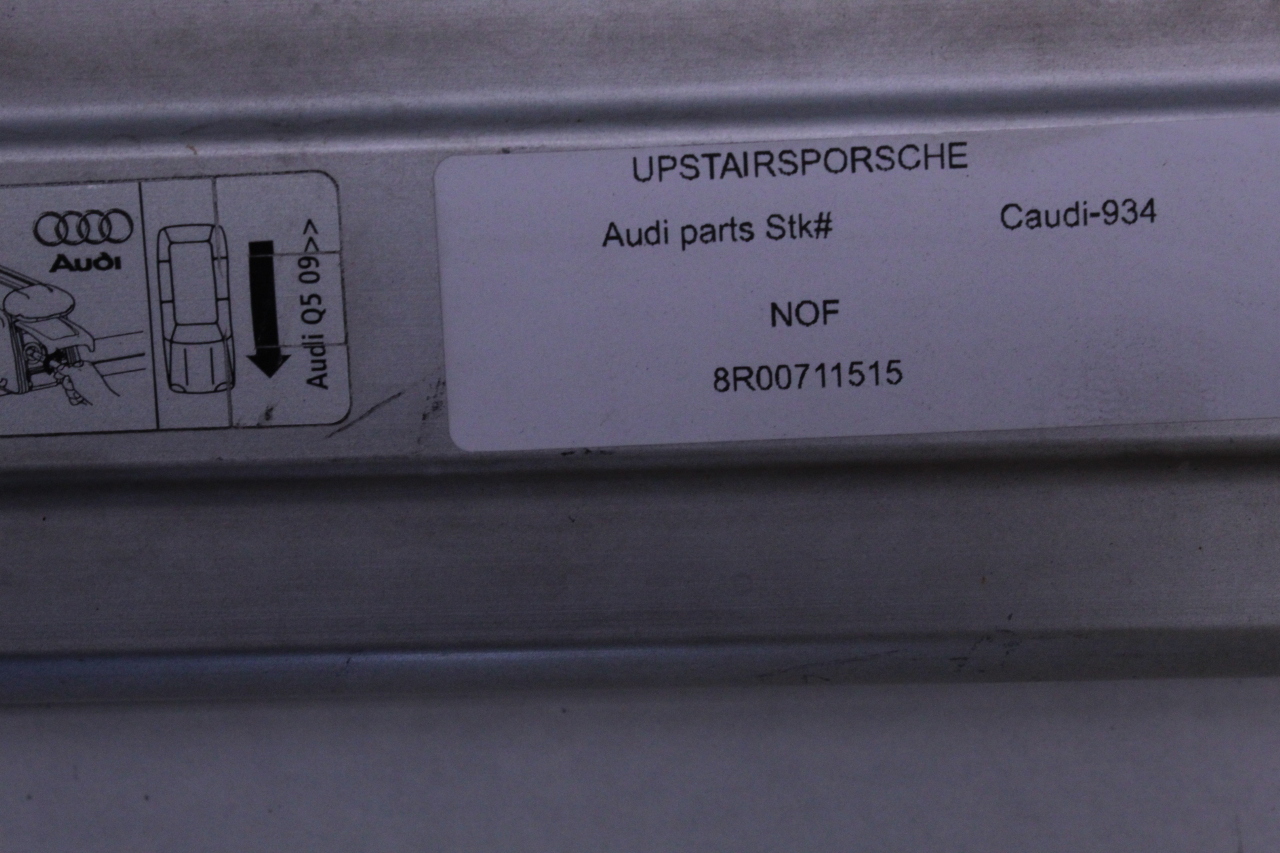 Audi
Audi Q5 09>>
UPSTAIRSPORSCHE
Audi parts Stk# Caudi-934
NOF
8R00711515